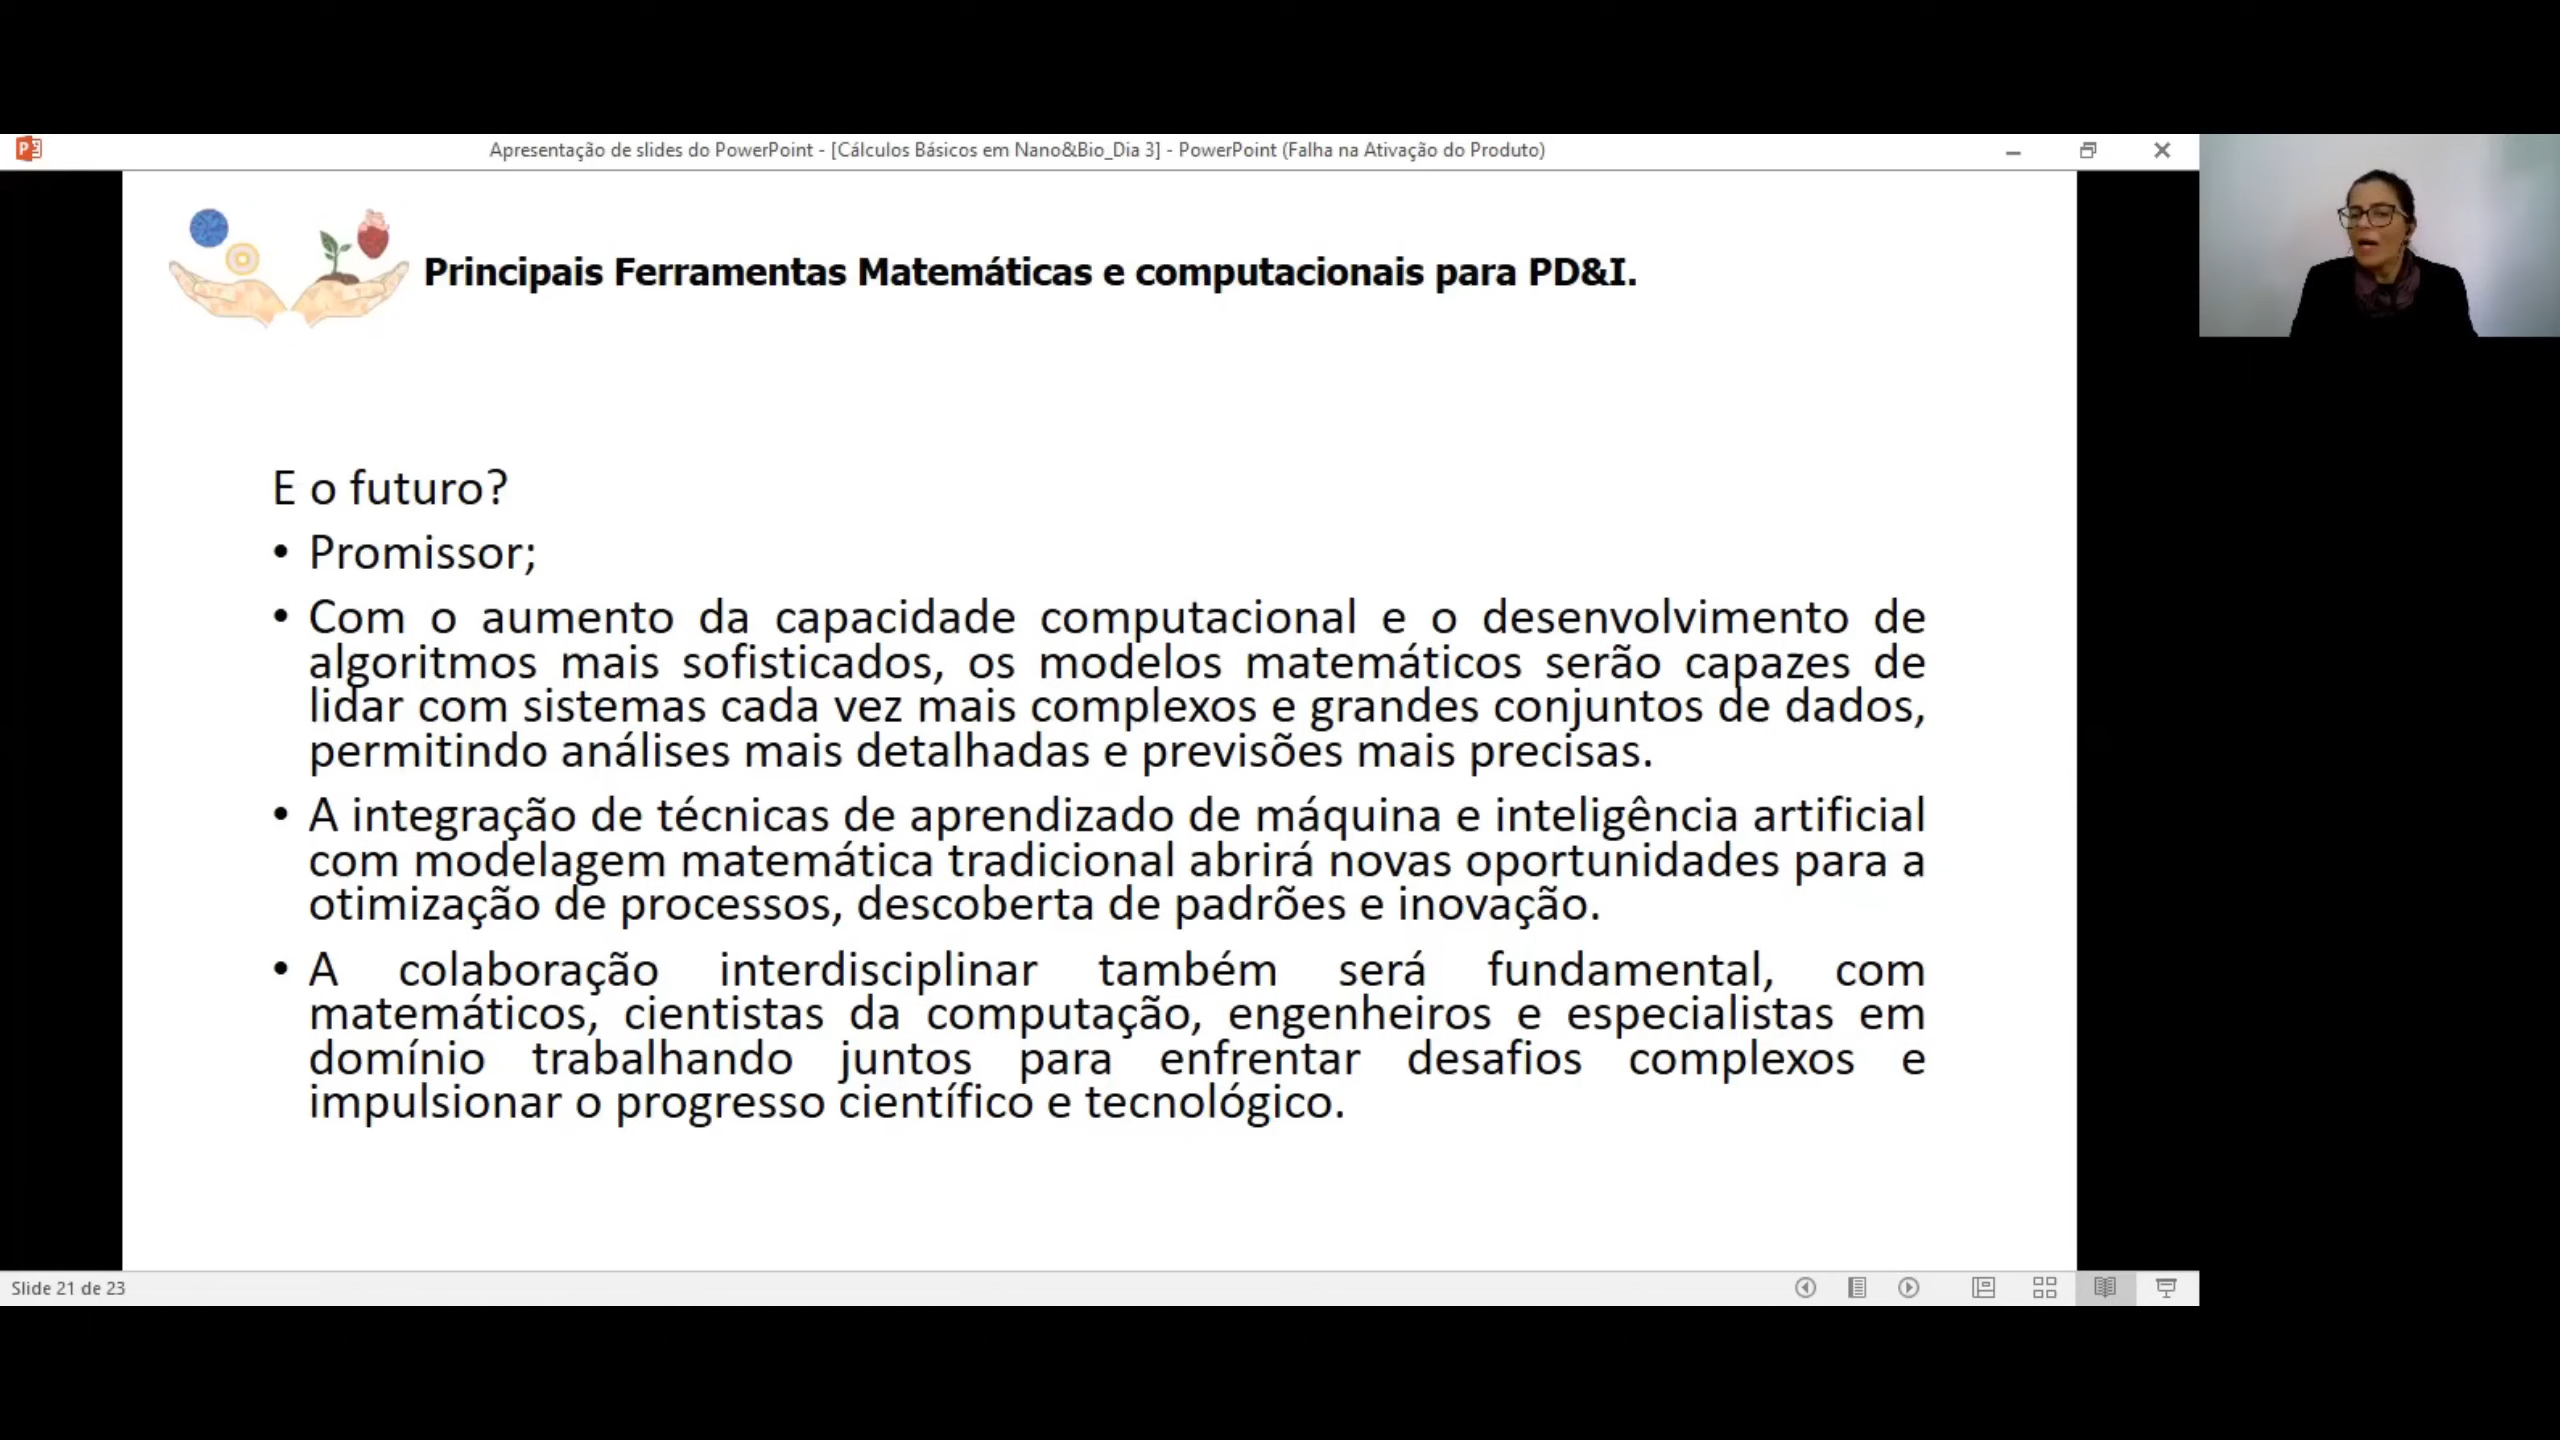 Apresentação de slides do PowerPoint - [Cálculos Básicos em Nano&Bio_Dia 3] - PowerPoint (Falha na Ativação do Produto)
Principais Ferramentas Matemáticas e computacionais para PD&I.
E o futuro?
• Promissor;
• Com o aumento da capacidade computacional e o desenvolvimento de
algoritmos mais sofisticados, os modelos matemáticos serão capazes de
lidar com sistemas cada vez mais complexos e grandes conjuntos de dados,
permitindo análises mais detalhadas e previsões mais precisas.
• A integração de técnicas de aprendizado de máquina e inteligência artificial
com modelagem matemática tradicional abrirá novas oportunidades para a
otimização de processos, descoberta de padrões e inovação.
• A colaboração interdisciplinar também será fundamental, com
matemáticos, cientistas da computação, engenheiros e especialistas em
domínio trabalhando juntos para enfrentar desafios complexos e
impulsionar o progresso científico e tecnológico.
Slide 21 de 23